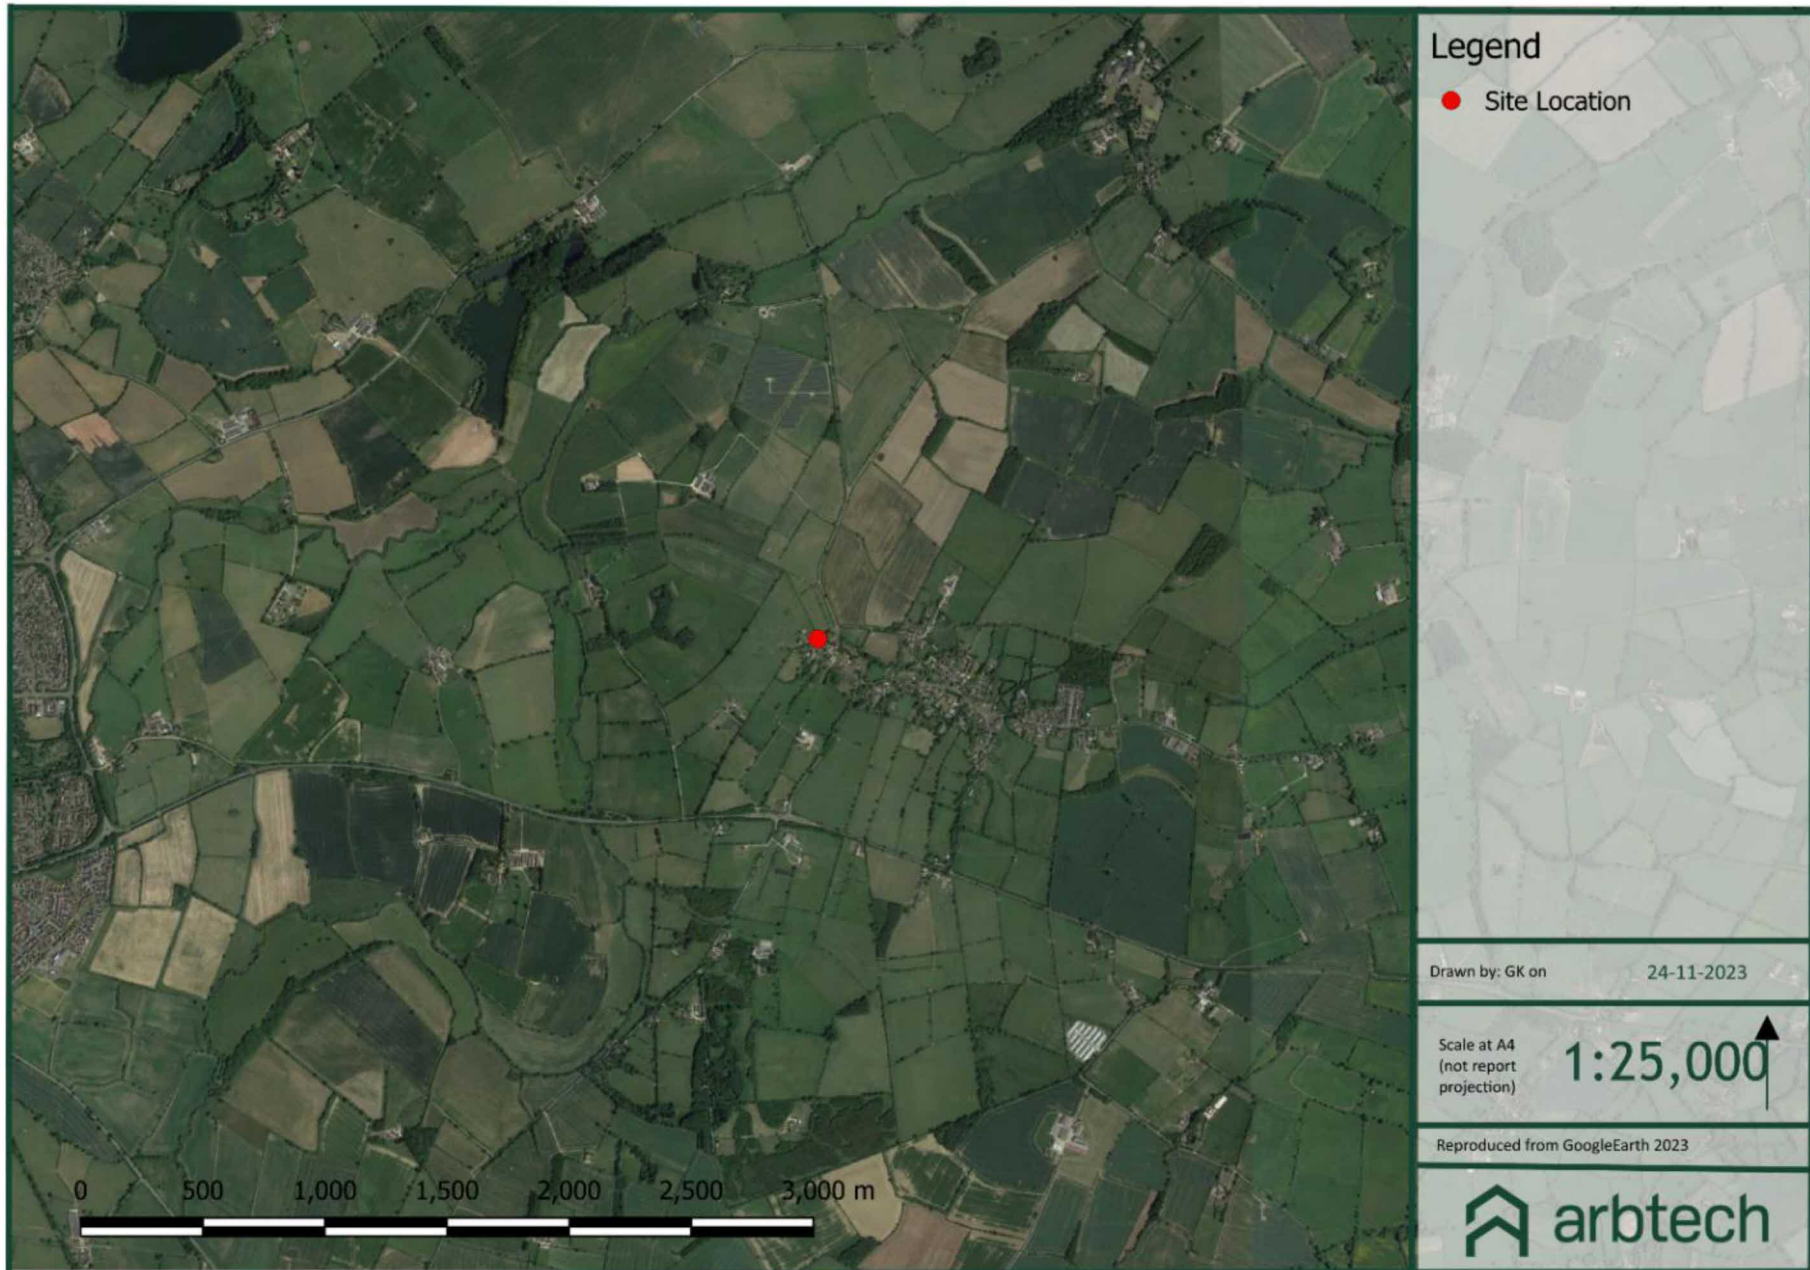 Legend
Site Location
Drawn by: GK on 24-11-2023
Scale at A4
(not report
projection)
1:25,000
Reproduced from GoogleEarth 2023
arbtech
0 500 1,000 1,500 2,000 2,500 3,000 m